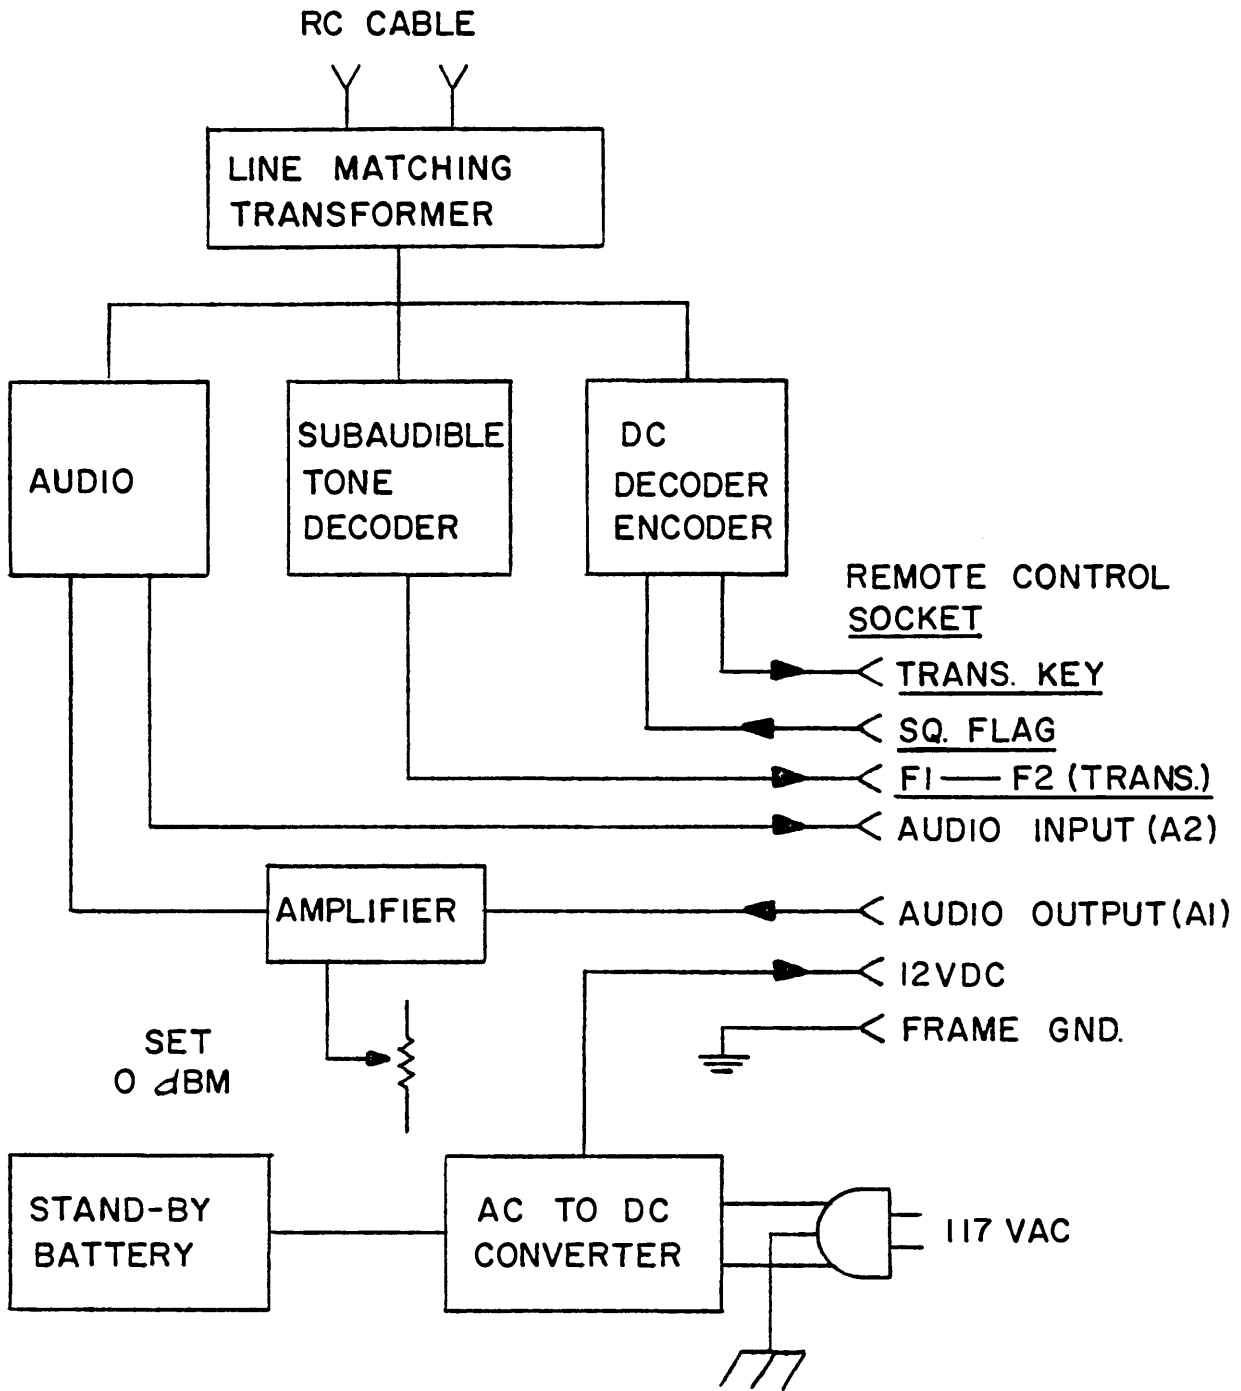 RC CABLE
LINE MATCHING
TRANSFORMER
AUDIO
SUBAUDIBLE
TONE
DECODER
DC
DECODER
ENCODER
REMOTE CONTROL
SOCKET
TRANS. KEY
SQ. FLAG
F1 — F2 (TRANS.)
AUDIO INPUT (A2)
AMPLIFIER
AUDIO OUTPUT (A1)
12VDC
FRAME GND.
SET
0 dBM
STAND-BY
BATTERY
AC TO DC
CONVERTER
117 VAC